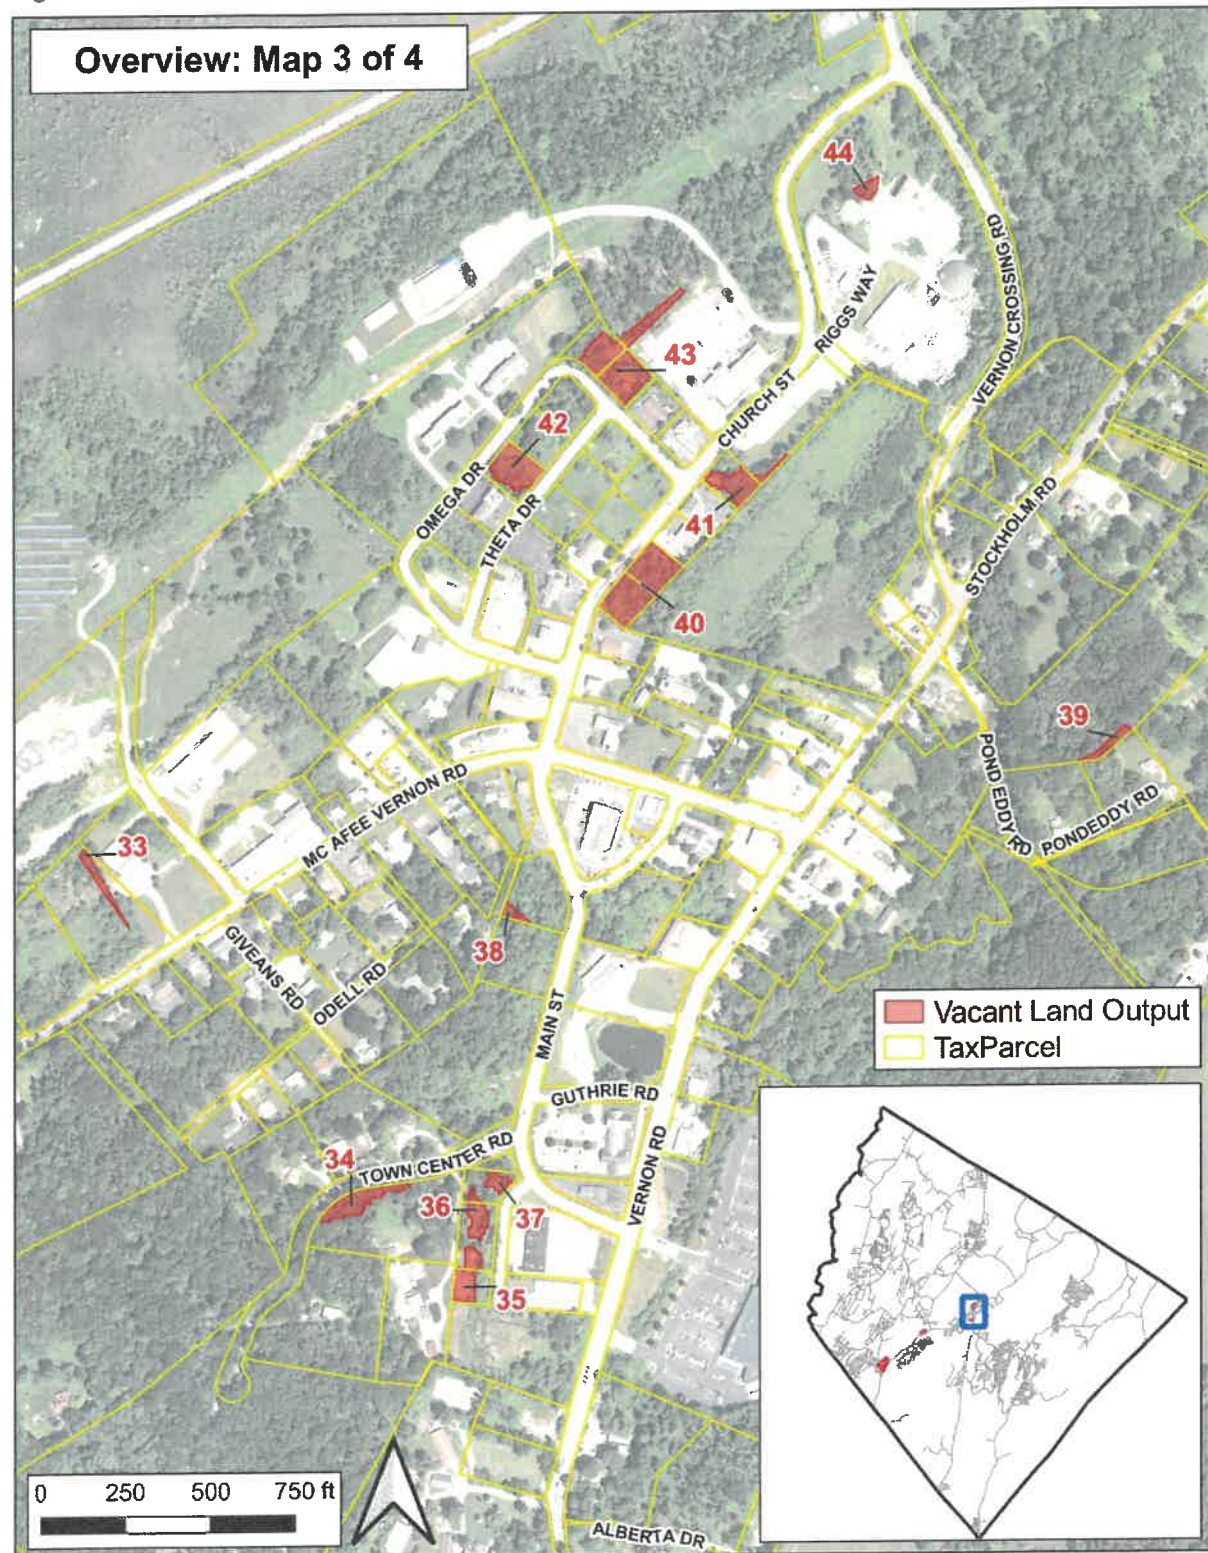 Overview: Map 3 of 4
44
VERNON CROSSING RD
RIGGS WAY
43
CHURCH ST
42
OMEGA DR
THETA DR
41
STOCKHOLM RD
40
39
POND EDDY RD
PONDEDDY RD
MC AFEE VERNON RD
33
GIVEANS RD
ODELL RD
38
MAIN ST
Vacant Land Output
TaxParcel
GUTHRIE RD
TOWN CENTER RD
34
36
37
VERNON RD
35
0 250 500 750 ft
ALBERTA DR